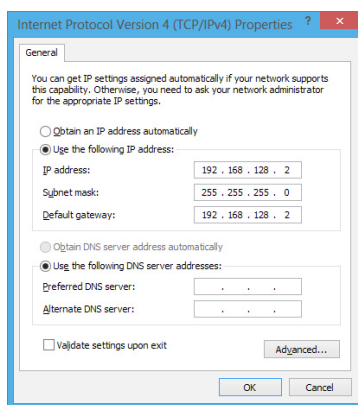 Internet Protocol Version 4 (TCP/IPv4) Properties ? ×
General
You can get IP settings assigned automatically if your network supports
this capability. Otherwise, you need to ask your network administrator
for the appropriate IP settings.
Obtain an IP address automatically
Use the following IP address:
IP address: 192 . 168 . 128 . 2
Subnet mask: 255 . 255 . 255 . 0
Default gateway: 192 . 168 . 128 . 2
Obtain DNS server address automatically
Use the following DNS server addresses:
Preferred DNS server: . . .
Alternate DNS server: . . .
Validate settings upon exit
Advanced...
OK Cancel